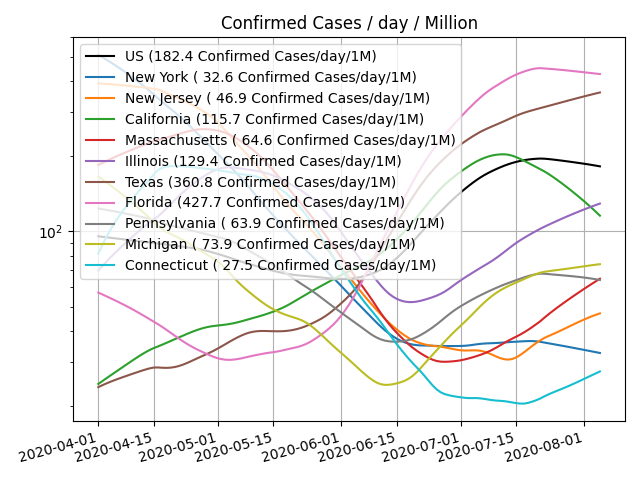 Confirmed Cases / day / Million
US (182.4 Confirmed Cases/day/1M)
New York ( 32.6 Confirmed Cases/day/1M)
New Jersey ( 46.9 Confirmed Cases/day/1M)
California (115.7 Confirmed Cases/day/1M)
Massachusetts ( 64.6 Confirmed Cases/day/1M)
Illinois (129.4 Confirmed Cases/day/1M)
Texas (360.8 Confirmed Cases/day/1M)
Florida (427.7 Confirmed Cases/day/1M)
Pennsylvania ( 63.9 Confirmed Cases/day/1M)
Michigan ( 73.9 Confirmed Cases/day/1M)
Connecticut ( 27.5 Confirmed Cases/day/1M)
10²
2020-04-01 2020-04-15 2020-05-01 2020-05-15 2020-06-01 2020-06-15 2020-07-01 2020-07-15 2020-08-01